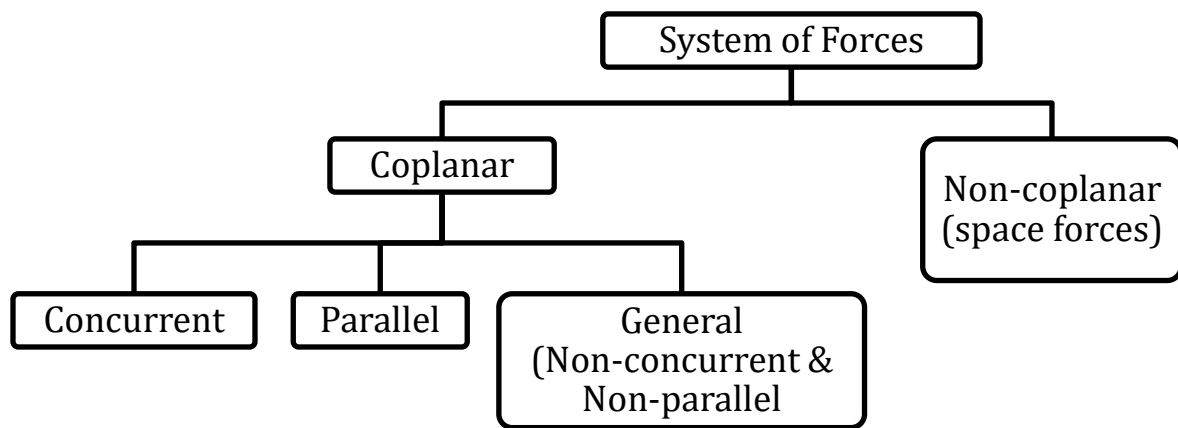 System of Forces
Coplanar
Non-coplanar
(space forces)
Concurrent
Parallel
General
(Non-concurrent &
Non-parallel